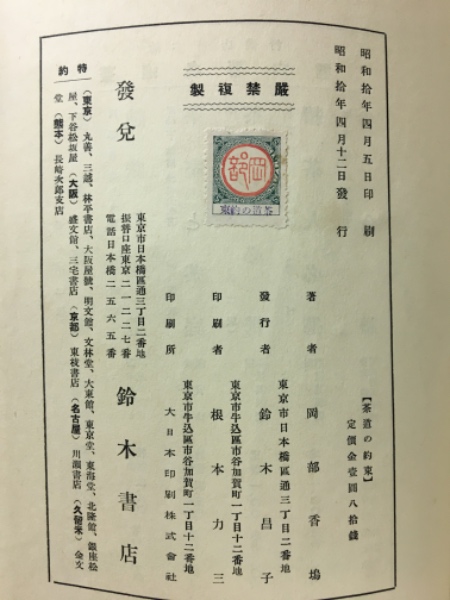 昭和拾年四月五日印刷
昭和拾年四月十二日發行
【茶道の約束】
定價金壹圓八拾錢
著者 岡部香塢
東京市日本橋區通三丁目二番地
發行者 鈴木昌子
東京市牛込區市谷加賀町一丁目十二番地
印刷者 根本力三
東京市牛込區市谷加賀町一丁目十二番地
印刷所 大日本印刷株式會社
嚴禁複製
岡部
茶道の約束
發兌
東京市日本橋區通三丁目二番地
振替口座東京二一二二七番
電話日本橋二五六五番
鈴木書店
特約
(東京)丸善、三越、林平書店、大阪屋號、明文館、文林堂、大東館、東京堂、東海堂、北隆館、銀座松
屋、下谷松坂屋(大阪)盛文館、三宅書店(京都)東枝書店(名古屋)川瀬書店(久留米)金文
堂(熊本)長崎次郎支店